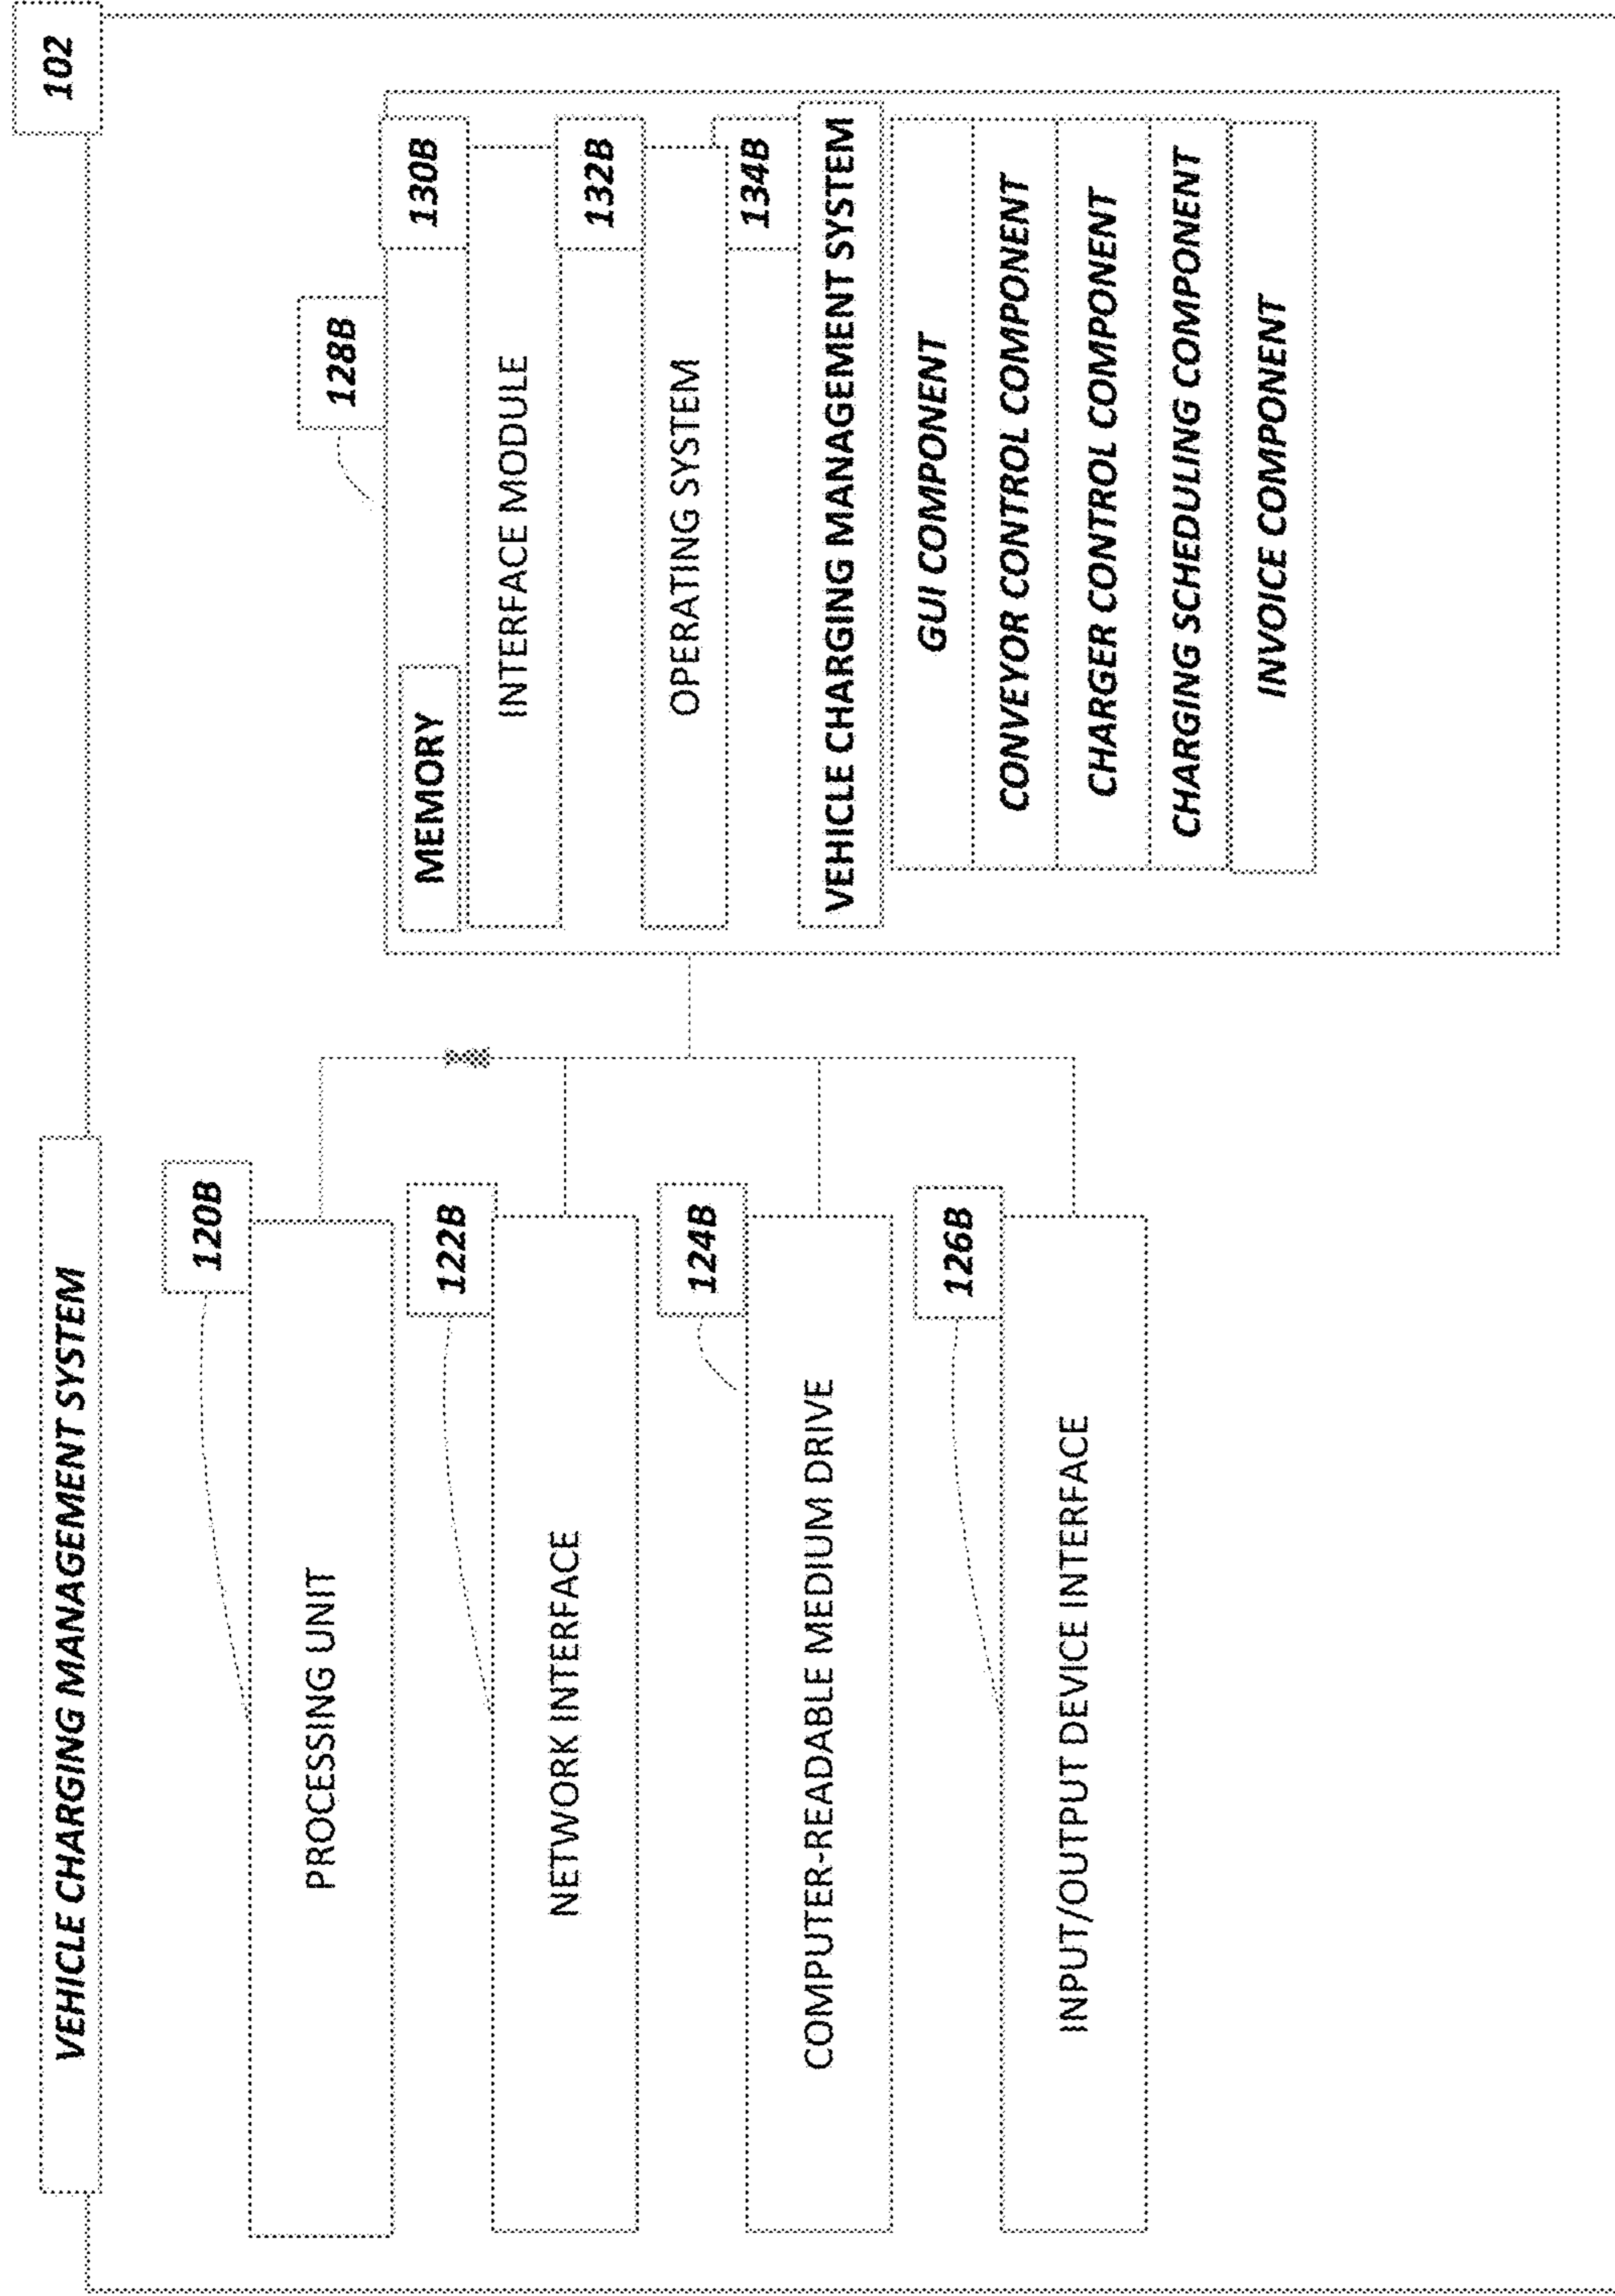 102
VEHICLE CHARGING MANAGEMENT SYSTEM
120B
PROCESSING UNIT
122B
NETWORK INTERFACE
124B
COMPUTER-READABLE MEDIUM DRIVE
126B
INPUT/OUTPUT DEVICE INTERFACE
128B
MEMORY
130B
INTERFACE MODULE
132B
OPERATING SYSTEM
134B
VEHICLE CHARGING MANAGEMENT SYSTEM
GUI COMPONENT
CONVEYOR CONTROL COMPONENT
CHARGER CONTROL COMPONENT
CHARGING SCHEDULING COMPONENT
INVOICE COMPONENT